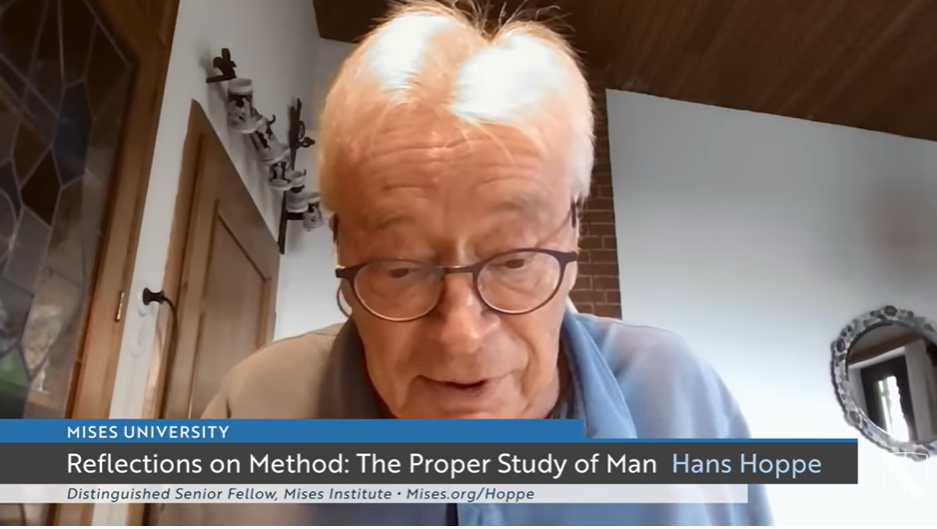 MISES UNIVERSITY
Reflections on Method: The Proper Study of Man Hans Hoppe
Distinguished Senior Fellow, Mises Institute • Mises.org/Hoppe